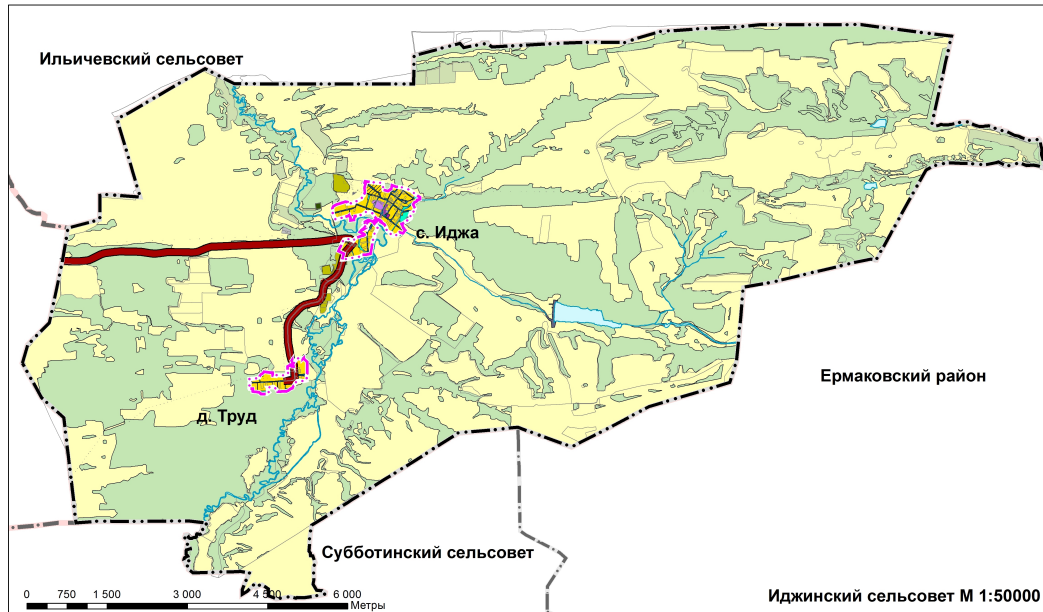 Ильичевский сельсовет
с. Иджа
Ермаковский район
д. Труд
Субботинский сельсовет
0 750 1 500 3 000 4 500 6 000
Метры
Иджинский сельсовет М 1:50000